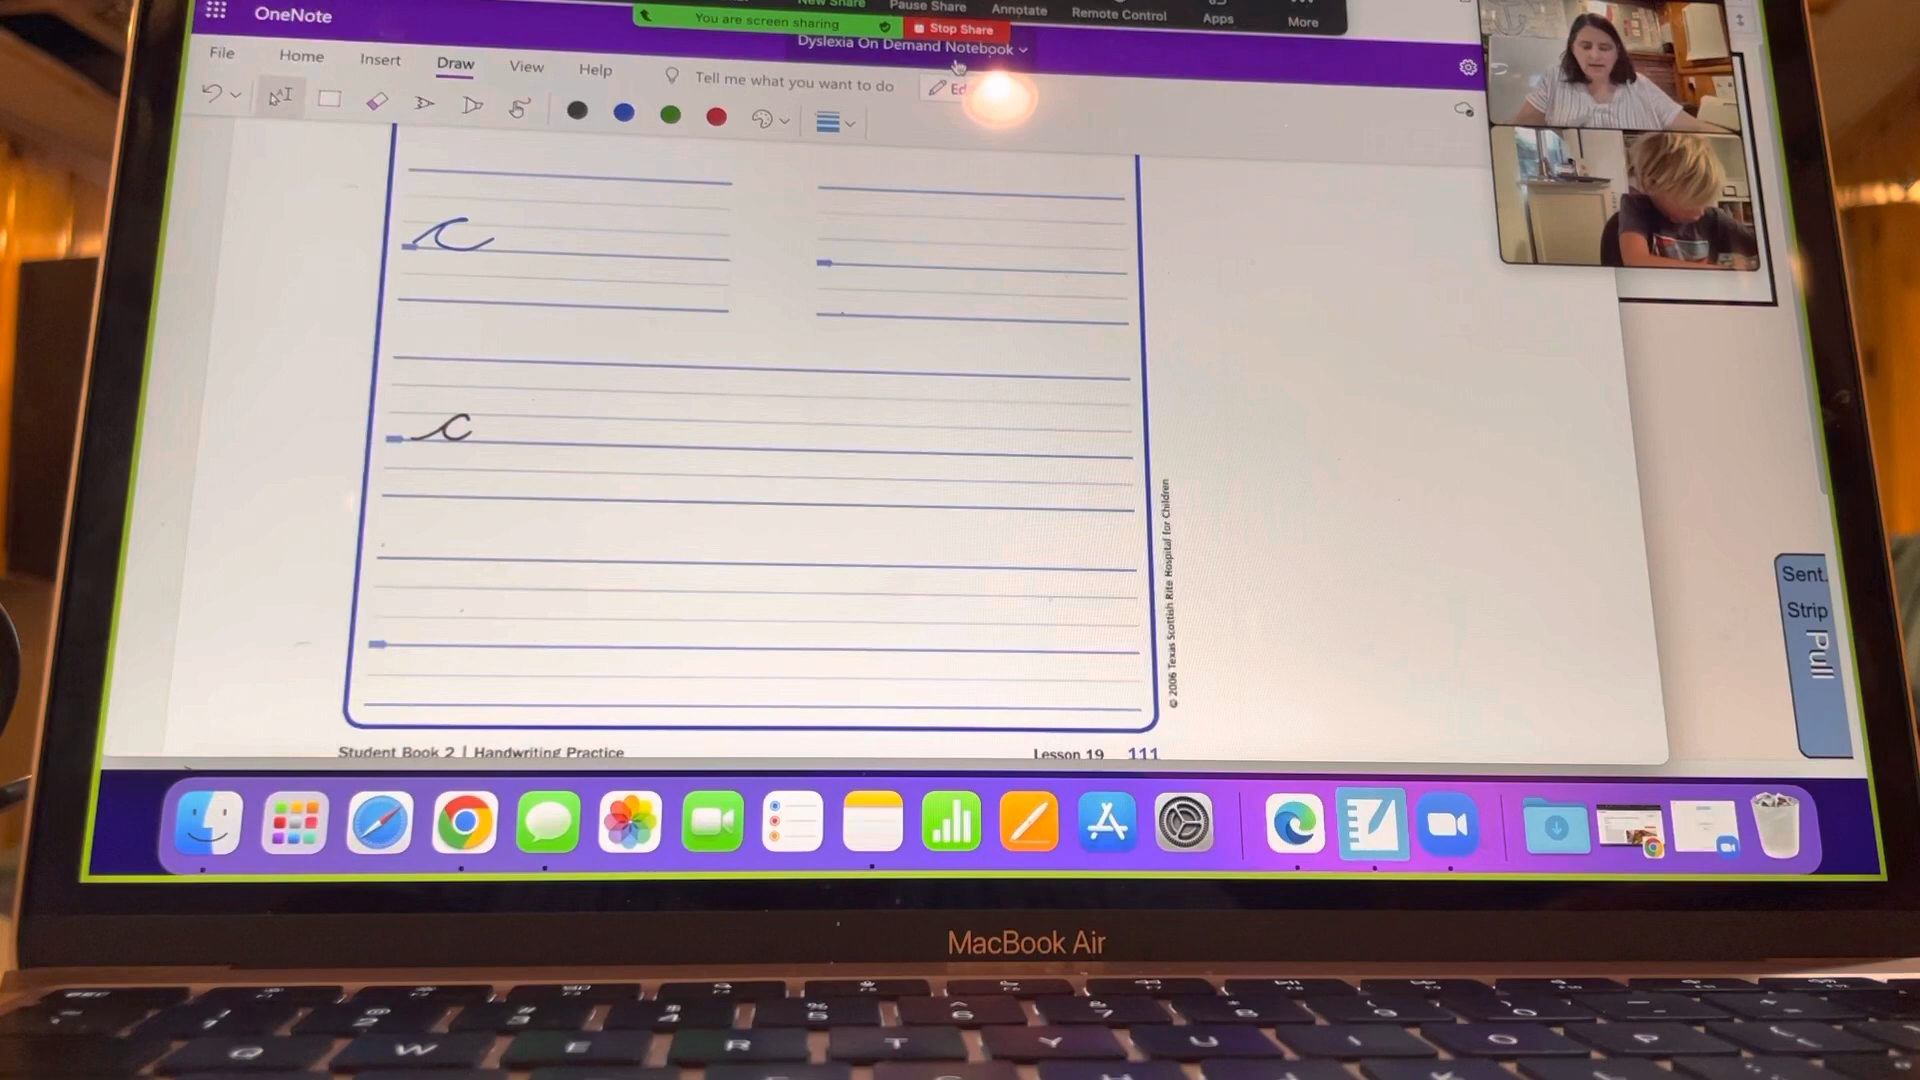 New Share Pause Share Annotate Remote Control Apps More
You are screen sharing Stop Share
OneNote
Dyslexia On Demand Notebook
File Home Insert Draw View Help Tell me what you want to do
c
c
© 2006 Texas Scottish Rite Hospital for Children
Sent.
Strip
Pull
Student Book 2 | Handwriting Practice Lesson 19 111
MacBook Air
Q W E R T Y U I O P